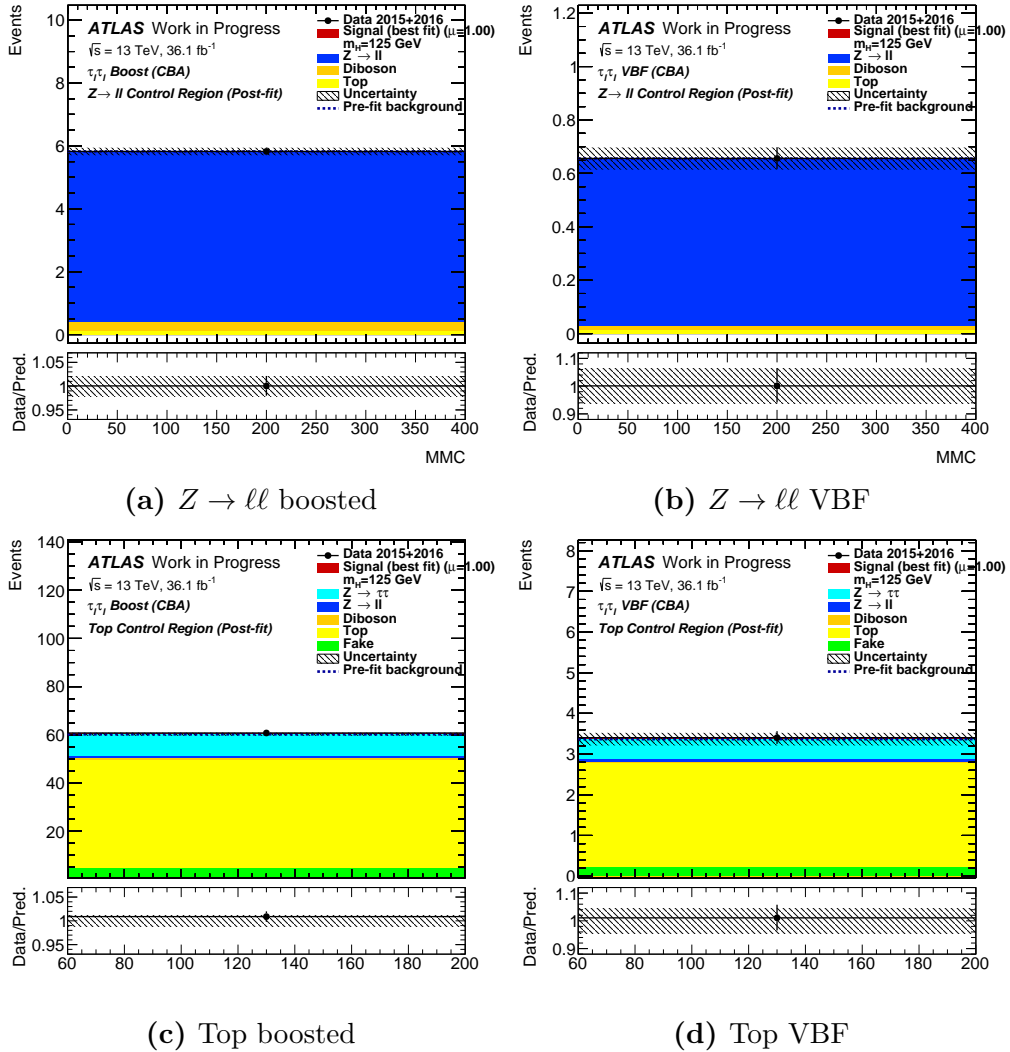 Events
10
8
6
4
2
0
ATLAS Work in Progress
√s = 13 TeV, 36.1 fb⁻¹
τₗτₗ Boost (CBA)
Z→ ll Control Region (Post-fit)
Data 2015+2016
Signal (best fit) (μ=1.00)
m_H=125 GeV
Z → ll
Diboson
Top
Uncertainty
Pre-fit background
Data/Pred.
1.05
1
0.95
0 50 100 150 200 250 300 350 400
MMC
(a) Z → ℓℓ boosted
Events
1.2
1
0.8
0.6
0.4
0.2
0
ATLAS Work in Progress
√s = 13 TeV, 36.1 fb⁻¹
τₗτₗ VBF (CBA)
Z→ ll Control Region (Post-fit)
Data 2015+2016
Signal (best fit) (μ=1.00)
m_H=125 GeV
Z → ll
Diboson
Top
Uncertainty
Pre-fit background
Data/Pred.
1.1
1
0.9
0 50 100 150 200 250 300 350 400
MMC
(b) Z → ℓℓ VBF
Events
140
120
100
80
60
40
20
ATLAS Work in Progress
√s = 13 TeV, 36.1 fb⁻¹
τₗτₗ Boost (CBA)
Top Control Region (Post-fit)
Data 2015+2016
Signal (best fit) (μ=1.00)
m_H=125 GeV
Z → ττ
Z → ll
Diboson
Top
Fake
Uncertainty
Pre-fit background
Data/Pred.
1.05
1
0.95
60 80 100 120 140 160 180 200
(c) Top boosted
Events
8
7
6
5
4
3
2
1
0
ATLAS Work in Progress
√s = 13 TeV, 36.1 fb⁻¹
τₗτₗ VBF (CBA)
Top Control Region (Post-fit)
Data 2015+2016
Signal (best fit) (μ=1.00)
m_H=125 GeV
Z → ττ
Z → ll
Diboson
Top
Fake
Uncertainty
Pre-fit background
Data/Pred.
1.1
1
0.9
60 80 100 120 140 160 180 200
(d) Top VBF